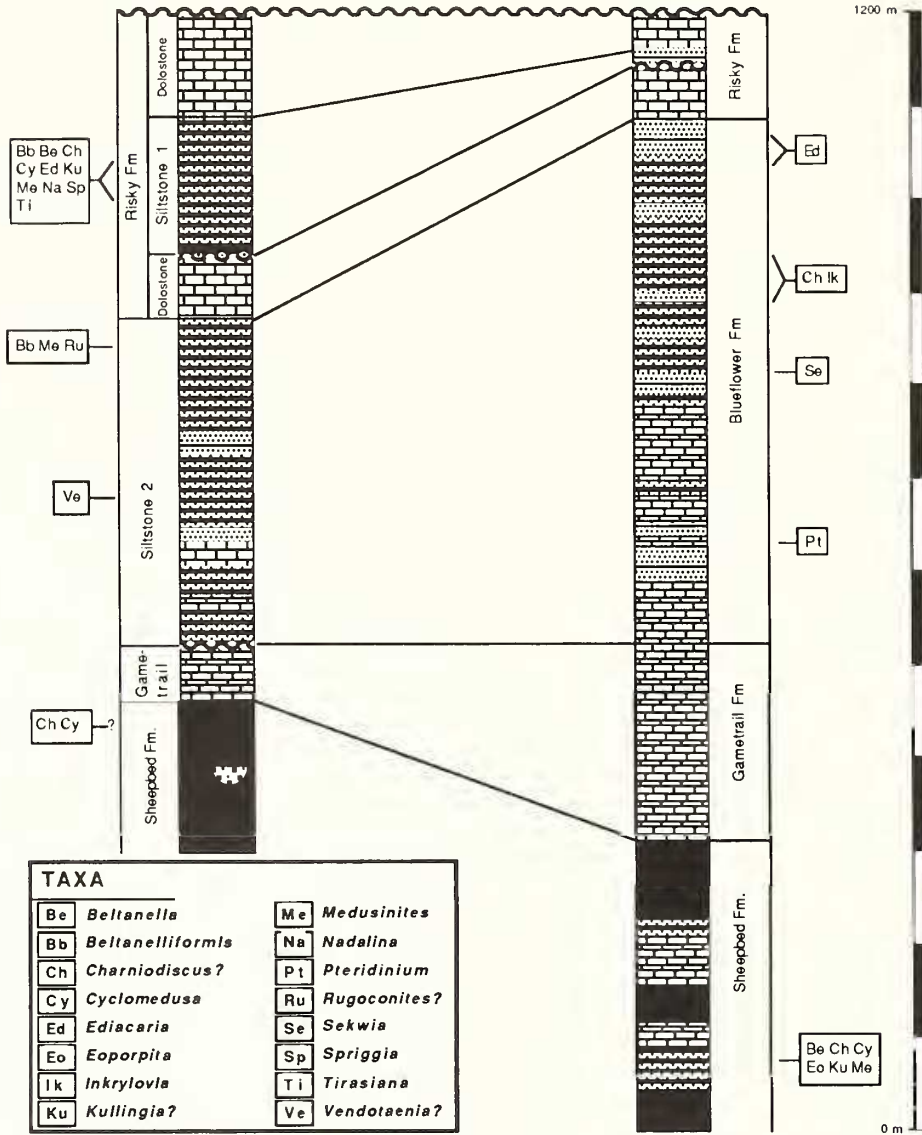 1200 m
Risky Fm
Dolostone
Siltstone 1
Dolostone
Bb Be Ch
Cy Ed Ku
Me Na Sp
Ti
Bb Me Ru
Siltstone 2
Ve
Game-
trail
Ch Cy ?
Sheepbed Fm.
Risky Fm
Ed
Ch Ik
Blueflower Fm
Se
Pt
Gametrail Fm
Sheepbed Fm.
Be Ch Cy
Eo Ku Me
0 m
TAXA
Be Beltanella
Bb Beltanelliformis
Ch Charniodiscus?
Cy Cyclomedusa
Ed Ediacaria
Eo Eoporpita
Ik Inkrylovia
Ku Kullingia?
Me Medusinites
Na Nadalina
Pt Pteridinium
Ru Rugoconites?
Se Sekwia
Sp Spriggia
Ti Tirasiana
Ve Vendotaenia?